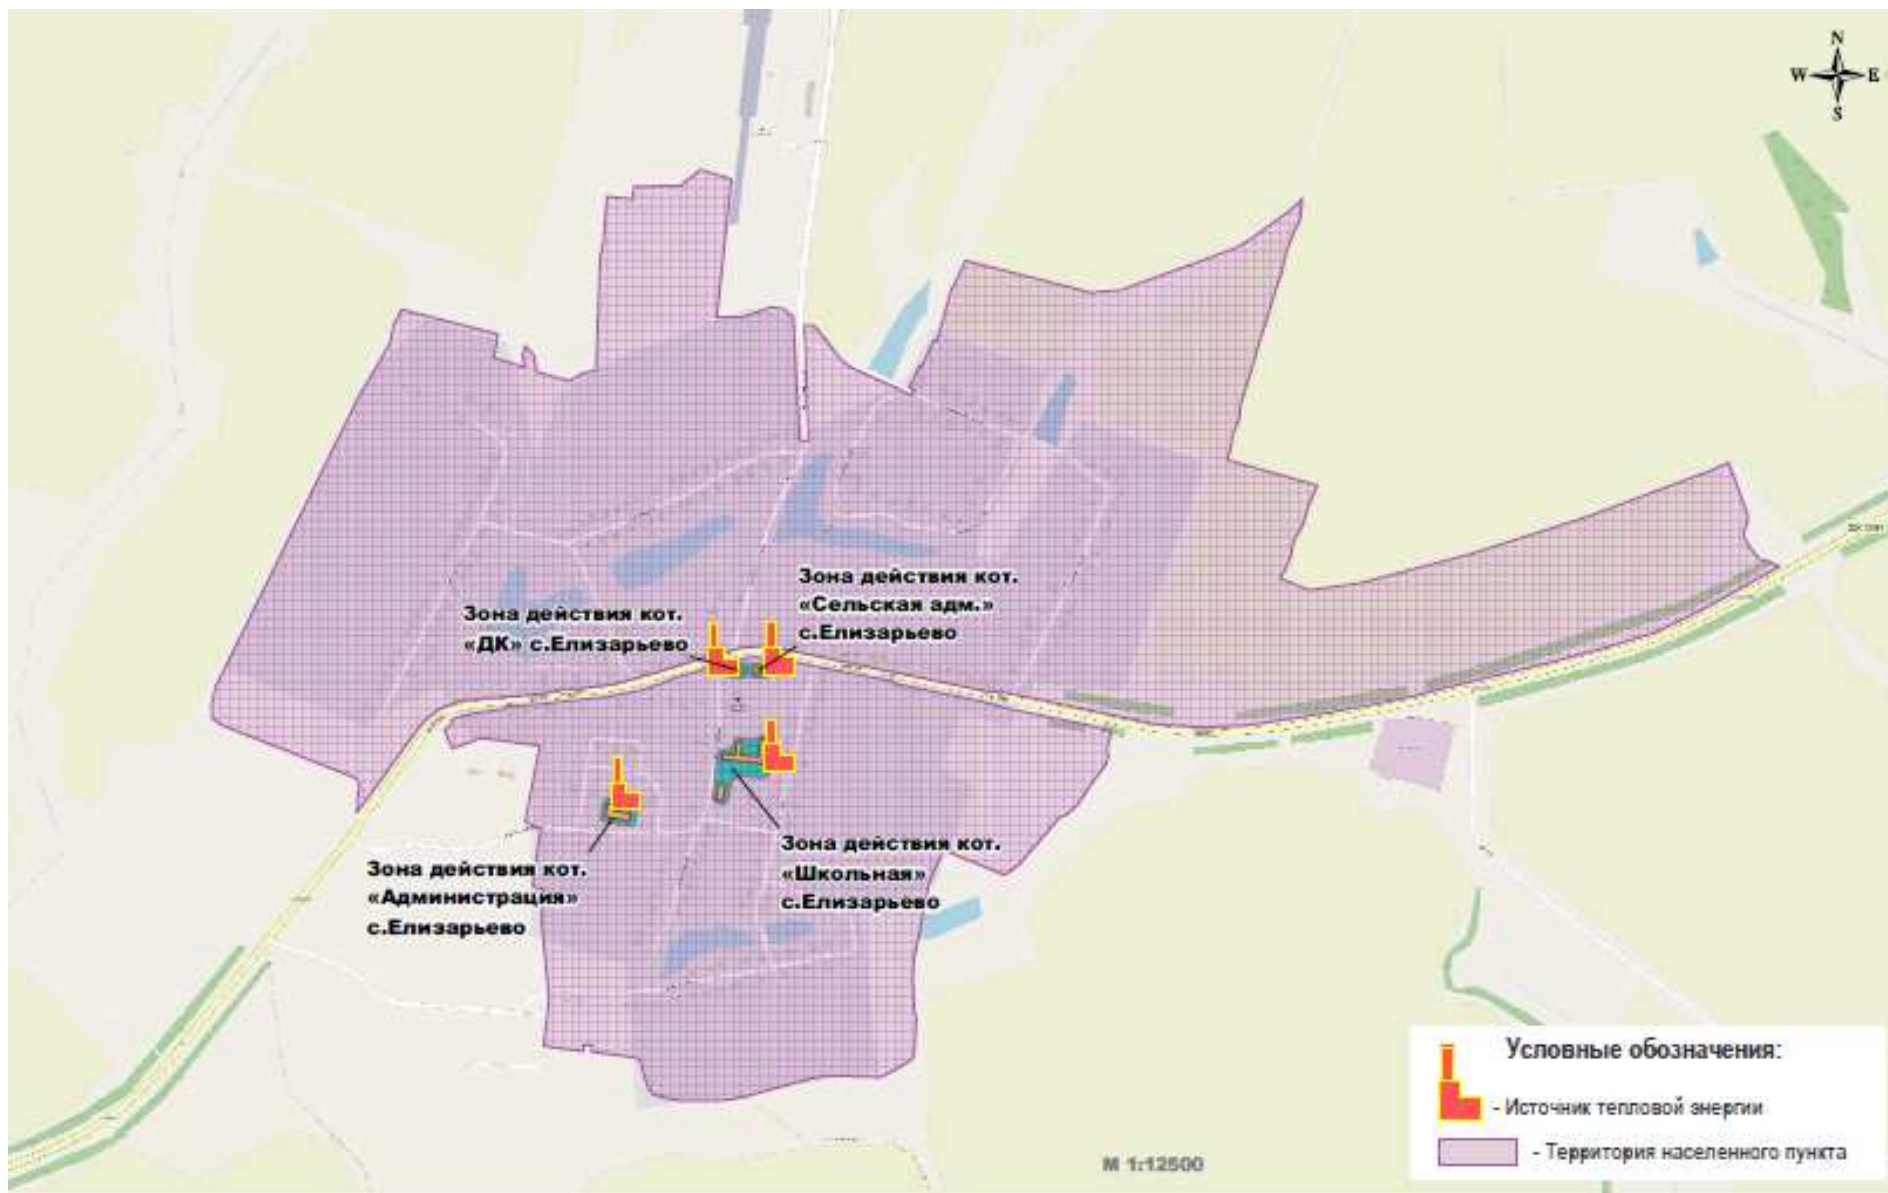 N
W E
S
Зона действия кот.
«Сельская адм.»
с.Елизарьево
Зона действия кот.
«ДК» с.Елизарьево
Зона действия кот.
«Школьная»
с.Елизарьево
Зона действия кот.
«Администрация»
с.Елизарьево
Условные обозначения:
- Источник тепловой энергии
- Территория населенного пункта
М 1:12500